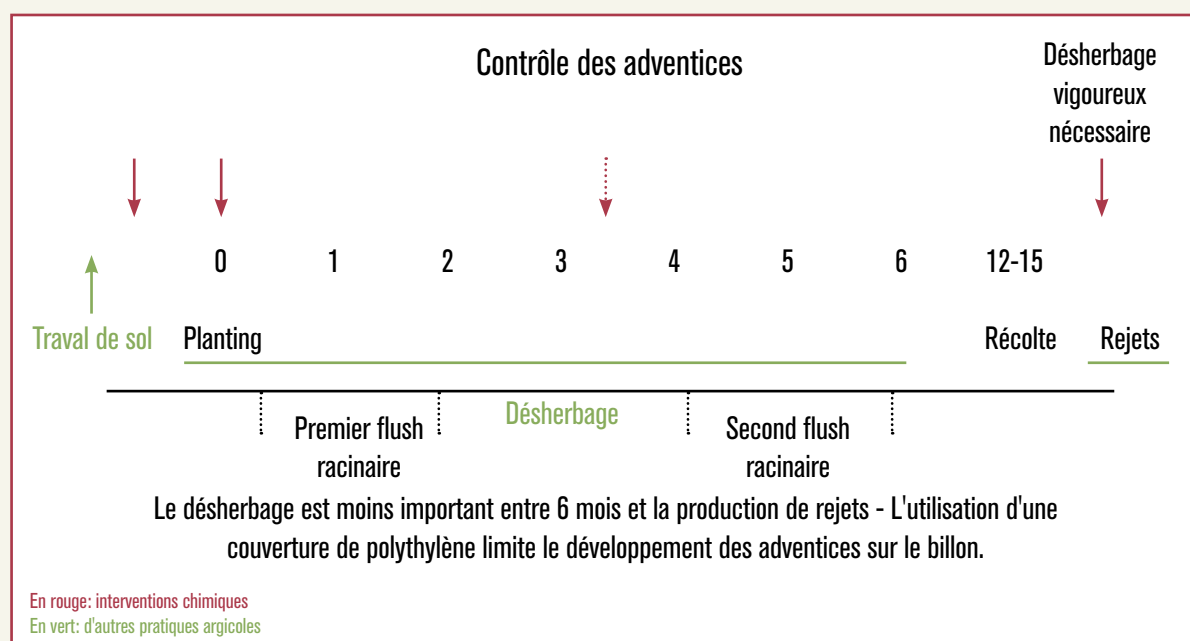 Contrôle des adventices
Désherbage
vigoureux
nécessaire
0 1 2 3 4 5 6 12-15
Traval de sol Planting Récolte Rejets
Désherbage
Premier flush
racinaire
Second flush
racinaire
Le désherbage est moins important entre 6 mois et la production de rejets - L'utilisation d'une
couverture de polythylène limite le développement des adventices sur le billon.
En rouge: interventions chimiques
En vert: d'autres pratiques argicoles